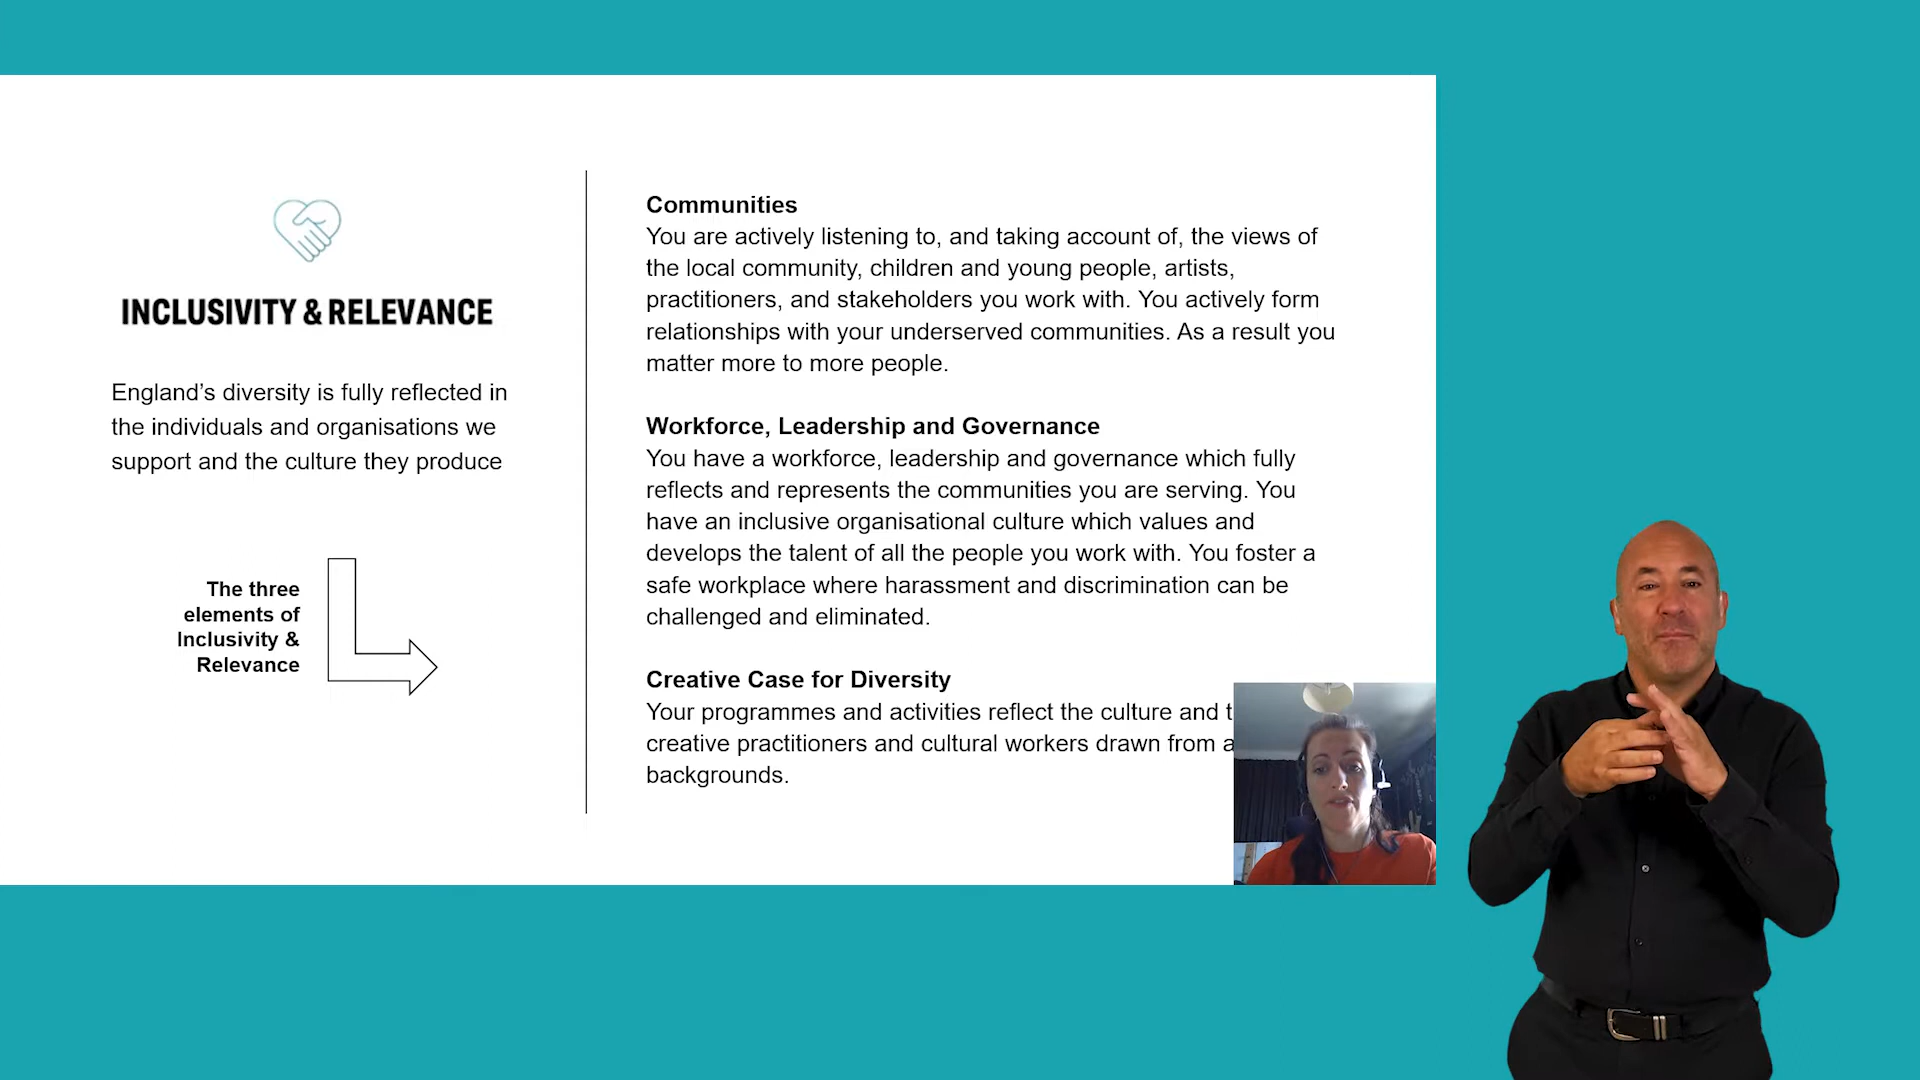 INCLUSIVITY & RELEVANCE
England’s diversity is fully reflected in
the individuals and organisations we
support and the culture they produce
The three
elements of
Inclusivity &
Relevance
Communities
You are actively listening to, and taking account of, the views of
the local community, children and young people, artists,
practitioners, and stakeholders you work with. You actively form
relationships with your underserved communities. As a result you
matter more to more people.
Workforce, Leadership and Governance
You have a workforce, leadership and governance which fully
reflects and represents the communities you are serving. You
have an inclusive organisational culture which values and
develops the talent of all the people you work with. You foster a
safe workplace where harassment and discrimination can be
challenged and eliminated.
Creative Case for Diversity
Your programmes and activities reflect the culture and
creative practitioners and cultural workers drawn from
backgrounds.